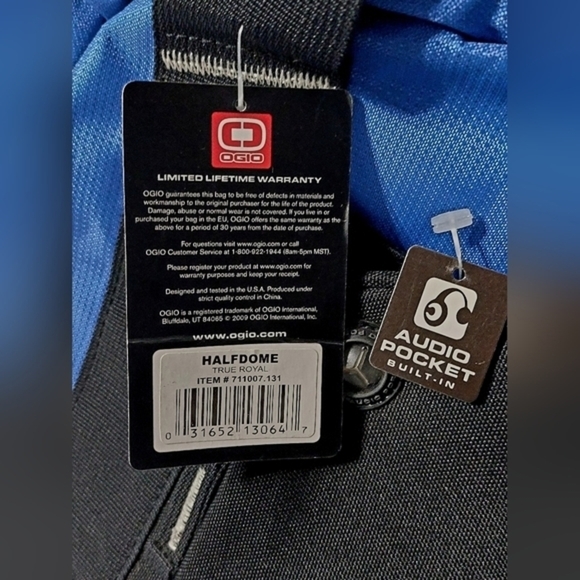 OGIO
LIMITED LIFETIME WARRANTY
OGIO guarantees this bag to be free of defects in materials and
workmanship to the original purchaser for the life of the product.
Damage, abuse or normal wear is not covered. If you live in or
purchased your bag in the EU, OGIO offers the same warranty as the
above for a period of 30 years from the date of purchase.
For questions visit www.ogio.com or call
OGIO Customer Service at 1-800-922-1944 (8am-5pm MST).
Please register your product at www.ogio.com for
warranty purposes and keep your receipt.
Designed and tested in the U.S.A. Produced under
strict quality control in China.
OGIO is a registered trademark of OGIO International,
Bluffdale, UT 84065 © 2009 OGIO International, Inc.
www.ogio.com
HALFDOME
TRUE ROYAL
ITEM # 711007.131
0 31652 13064 7
AUDIO
POCKET
BUILT-IN